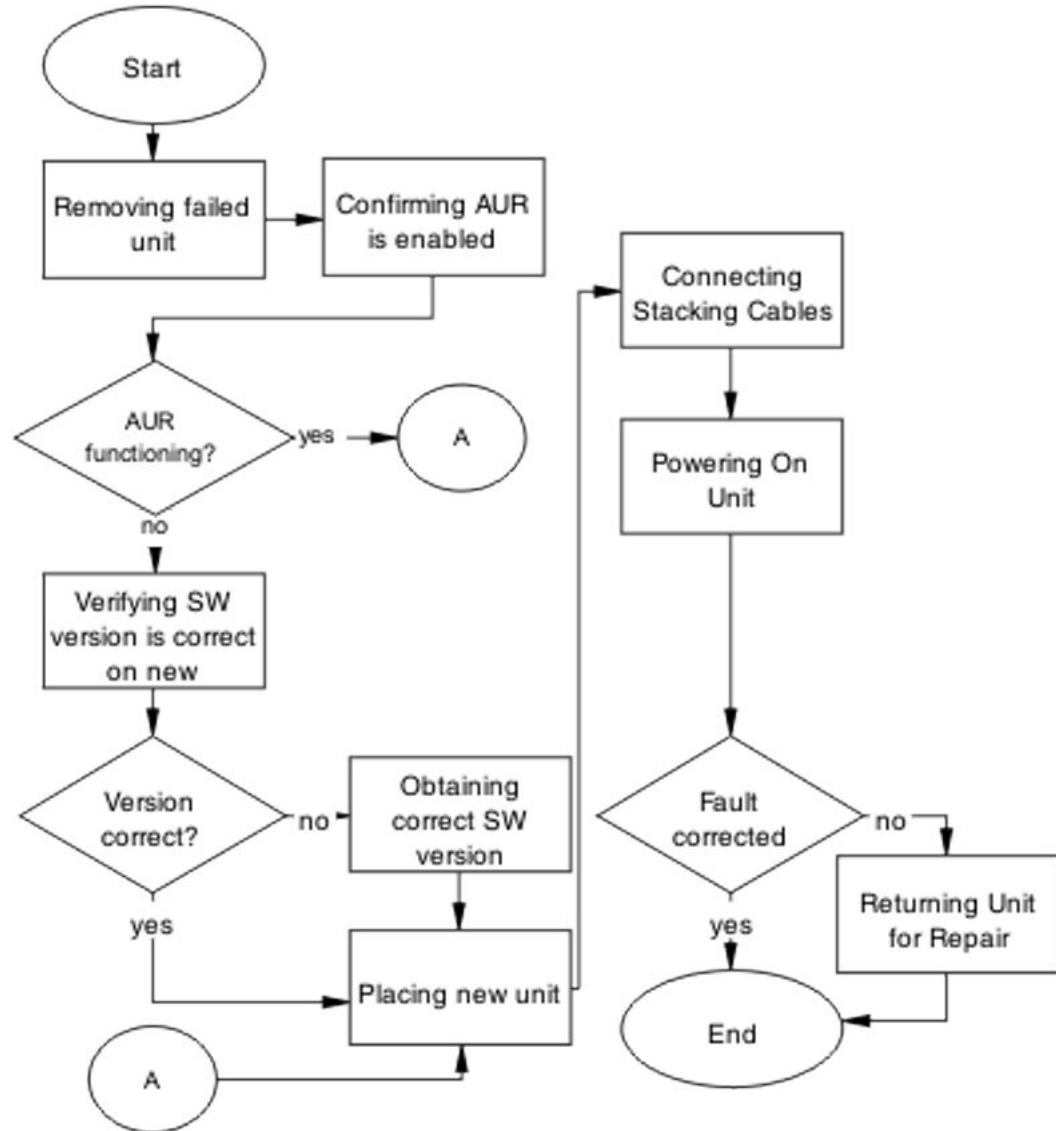 Start
Removing failed
unit
Confirming AUR
is enabled
AUR
functioning?
yes
A
no
Verifying SW
version is correct
on new
Version
correct?
no
Obtaining
correct SW
version
yes
Placing new unit
A
Connecting
Stacking Cables
Powering On
Unit
Fault
corrected
no
Returning Unit
for Repair
yes
End